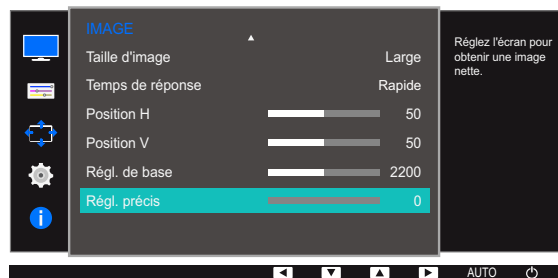 IMAGE
Taille d'image Large
Temps de réponse Rapide
Position H 50
Position V 50
Régl. de base 2200
Régl. précis 0
Réglez l'écran pour
obtenir une image
nette.
AUTO